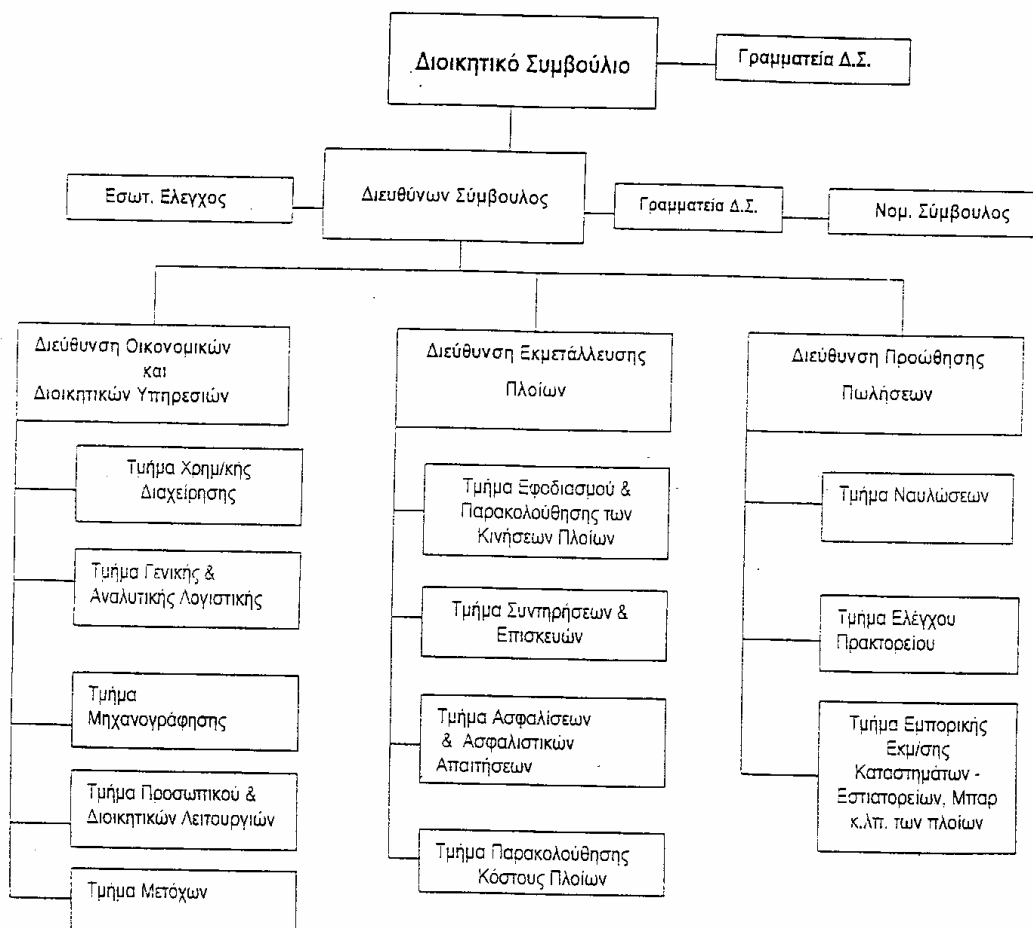 Διοικητικό Συμβούλιο
Γραμματεία Δ.Σ.
Εσωτ. Ελεγχος
Διευθύνων Σύμβουλος
Γραμματεία Δ.Σ.
Νομ. Σύμβουλος
Διεύθυνση Οικονομικών
και
Διοικητικών Υπηρεσιών
Τμήμα Χρημ/κής
Διαχείρησης
Τμήμα Γενικής &
Αναλυτικής Λογιστικής
Τμήμα
Μηχανογράφησης
Τμήμα Προσωπικού &
Διοικητικών Λειτουργιών
Τμήμα Μετόχων
Διεύθυνση Εκμετάλλευσης
Πλοίων
Τμήμα Εφοδιασμού &
Παρακολούθησης των
Κινήσεων Πλοίων
Τμήμα Συντηρήσεων &
Επισκευών
Τμήμα Ασφαλίσεων
& Ασφαλιστικών
Απαιτήσεων
Τμήμα Παρακολούθησης
Κόστους Πλοίων
Διεύθυνση Προώθησης
Πωλήσεων
Τμήμα Ναυλώσεων
Τμήμα Ελέγχου
Πρακτορείου
Τμήμα Εμπορικής
Εκμ/σης
Καταστημάτων -
Εστιατορείων, Μπαρ
κ.λπ. των πλοίων